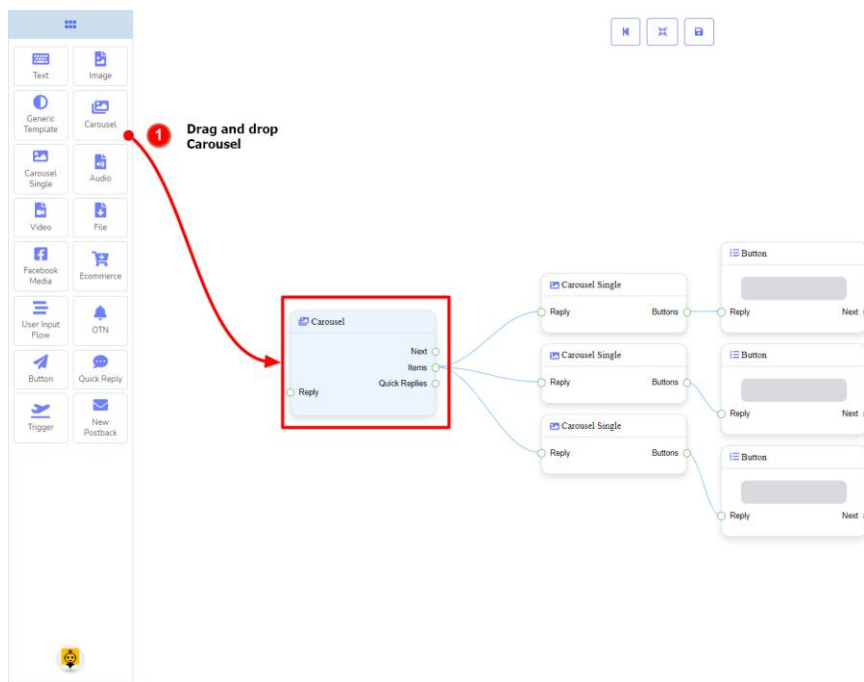 Text
Image
Generic
Template
Carousel
Carousel
Single
Audio
Video
File
Facebook
Media
Ecommerce
User Input
Flow
OTN
Button
Quick Reply
Trigger
New
Postback
1
Drag and drop
Carousel
Carousel
Next
Items
Quick Replies
Reply
Carousel Single
Reply Buttons
Carousel Single
Reply Buttons
Carousel Single
Reply Buttons
Button
Reply Next
Button
Reply Next
Button
Reply Next